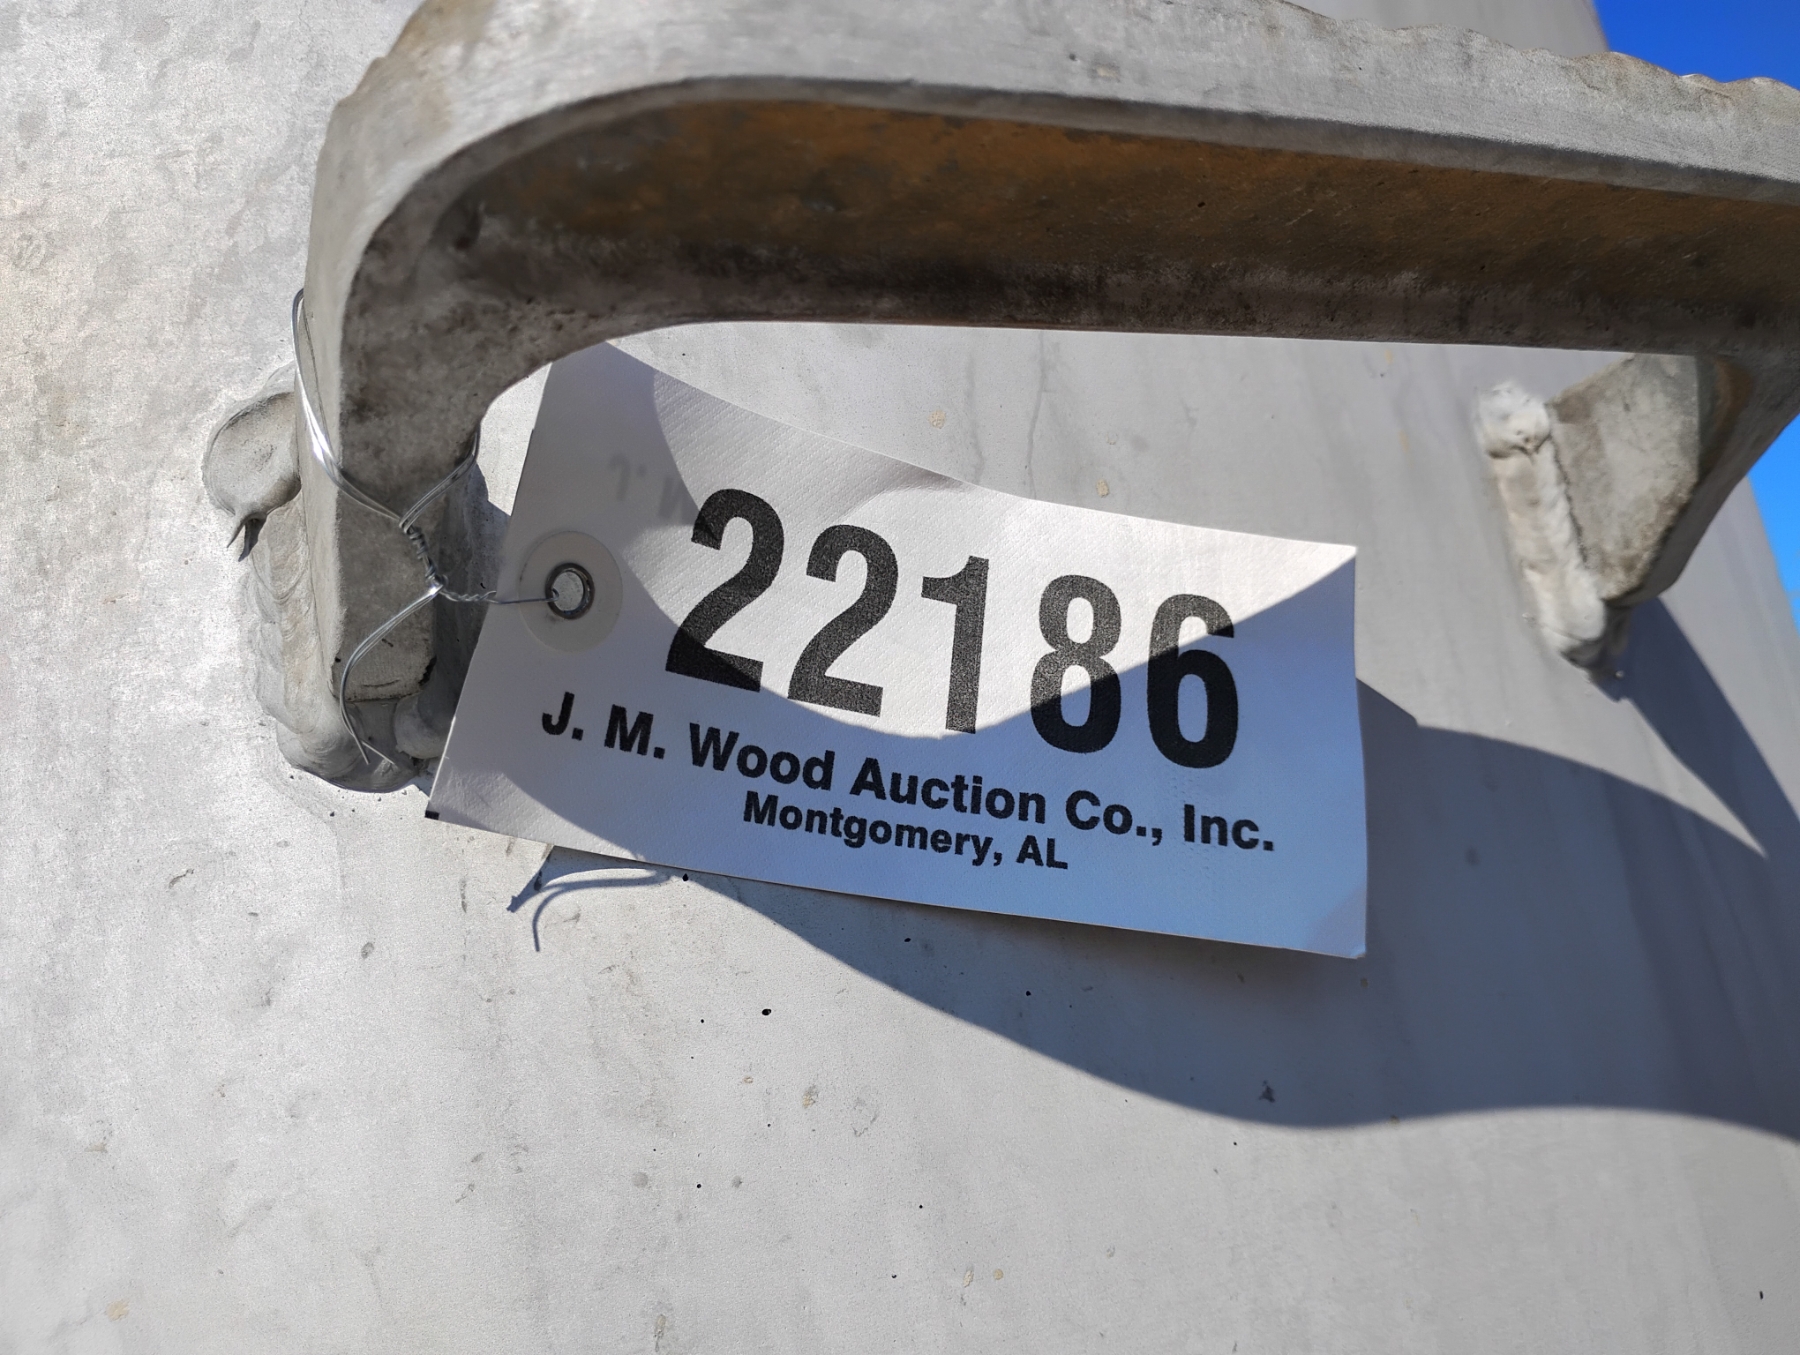 22186
J. M. Wood Auction Co., Inc.
Montgomery, AL